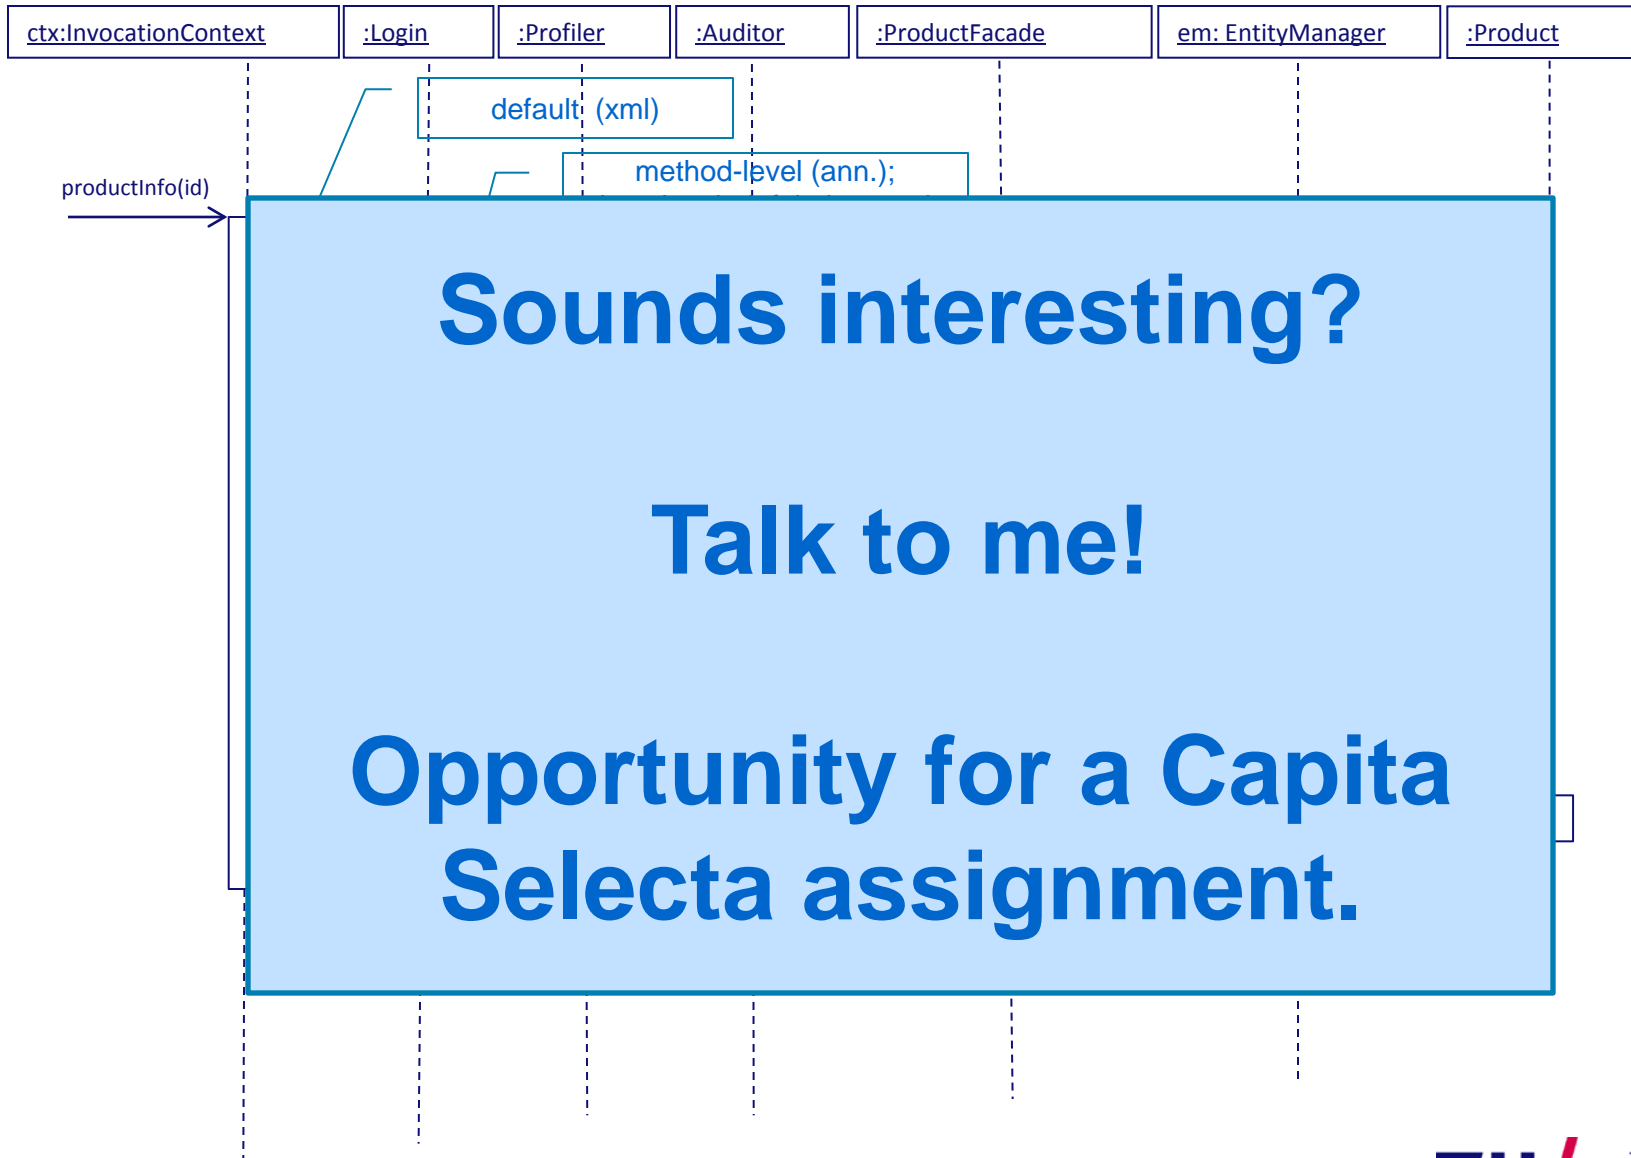 ctx:InvocationContext
:Login
:Profiler
:Auditor
:ProductFacade
em: EntityManager
:Product
default (xml)
method-level (ann.);
productInfo(id)
Sounds interesting?
Talk to me!
Opportunity for a Capita
Selecta assignment.